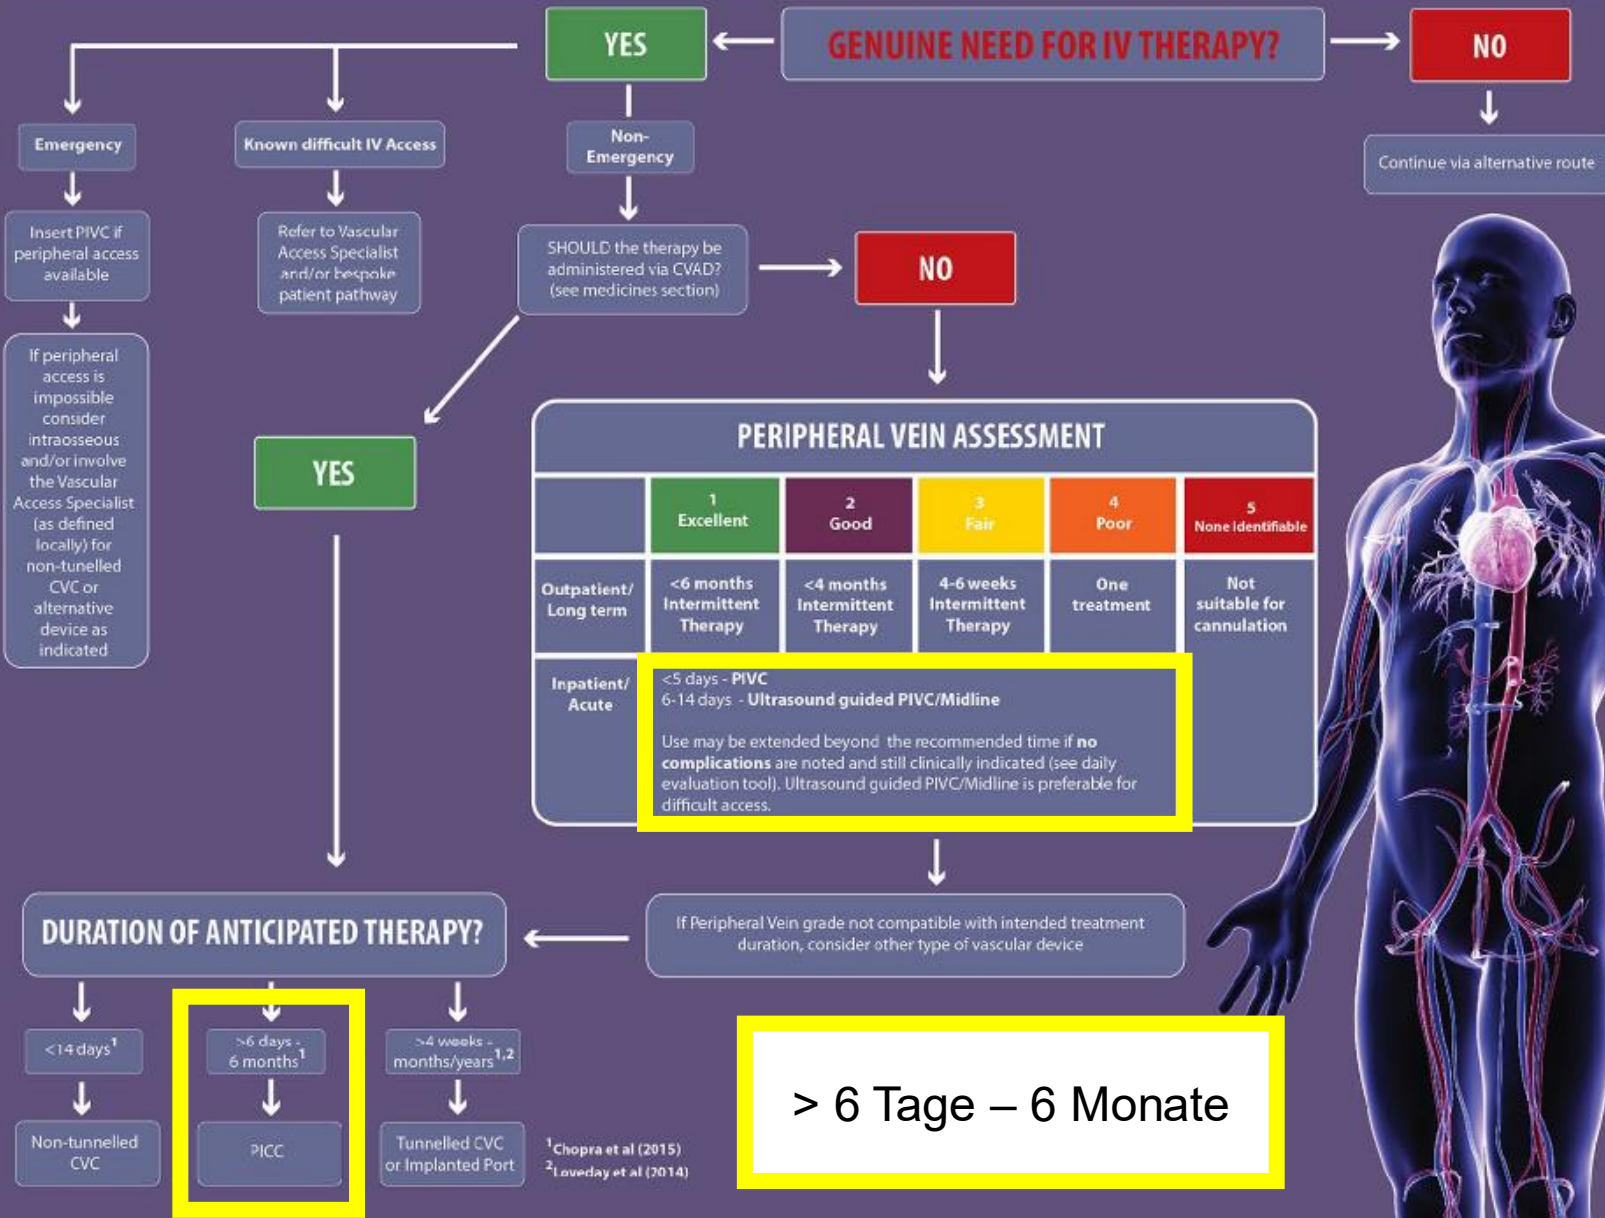 GENUINE NEED FOR IV THERAPY?
YES
NO
Emergency
Known difficult IV Access
Non-
Emergency
Continue via alternative route
Insert PIVC if
peripheral access
available
Refer to Vascular
Access Specialist
and/or bespoke
patient pathway
SHOULD the therapy be
administered via CVAD?
(see medicines section)
NO
If peripheral
access is
impossible
consider
intraosseous
and/or involve
the Vascular
Access Specialist
(as defined
locally) for
non-tunelled
CVC or
alternative
device as
indicated
YES
PERIPHERAL VEIN ASSESSMENT
1
Excellent
2
Good
3
Fair
4
Poor
5
None identifiable
Outpatient/
Long term
<6 months
Intermittent
Therapy
<4 months
Intermittent
Therapy
4-6 weeks
Intermittent
Therapy
One
treatment
Not
suitable for
cannulation
Inpatient/
Acute
<5 days - PIVC
6-14 days - Ultrasound guided PIVC/Midline
Use may be extended beyond the recommended time if no
complications are noted and still clinically indicated (see daily
evaluation tool). Ultrasound guided PIVC/Midline is preferable for
difficult access.
If Peripheral Vein grade not compatible with intended treatment
duration, consider other type of vascular device
DURATION OF ANTICIPATED THERAPY?
<14 days¹
>6 days -
6 months¹
>4 weeks -
months/years¹,²
Non-tunnelled
CVC
PICC
Tunnelled CVC
or Implanted Port
¹Chopra et al (2015)
²Loveday et al (2014)
> 6 Tage – 6 Monate